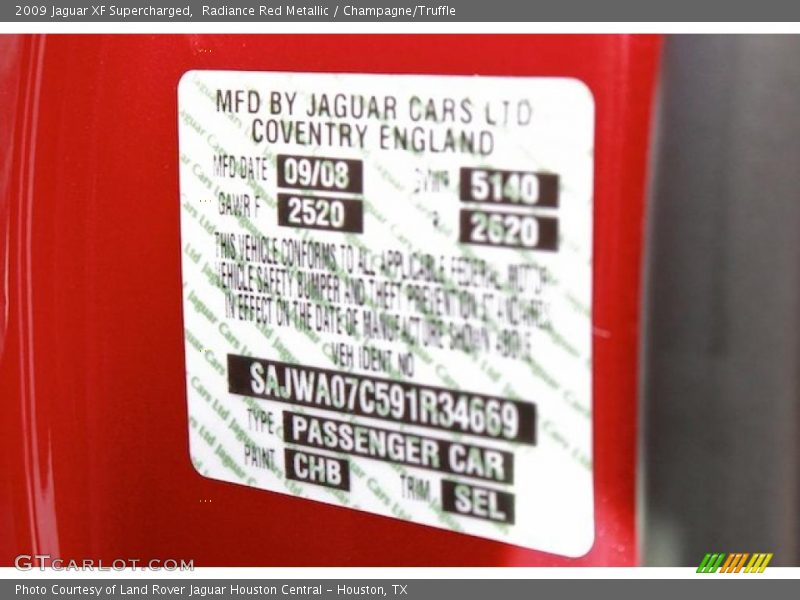 2009 Jaguar XF Supercharged, Radiance Red Metallic / Champagne/Truffle
MFD BY JAGUAR CARS LTD
COVENTRY ENGLAND
MFD DATE 09/08 GVWR 5140
GAWR F 2520 R 2620
THIS VEHICLE CONFORMS TO ALL APPLICABLE FEDERAL MOTOR
VEHICLE SAFETY BUMPER AND THEFT PREVENTION STANDARDS
IN EFFECT ON THE DATE OF MANUFACTURE SHOWN ABOVE
VEH IDENT NO
SAJWA07C591R34669
TYPE PASSENGER CAR
PAINT CHB TRIM SEL
GTCARLOT.COM
Photo Courtesy of Land Rover Jaguar Houston Central - Houston, TX